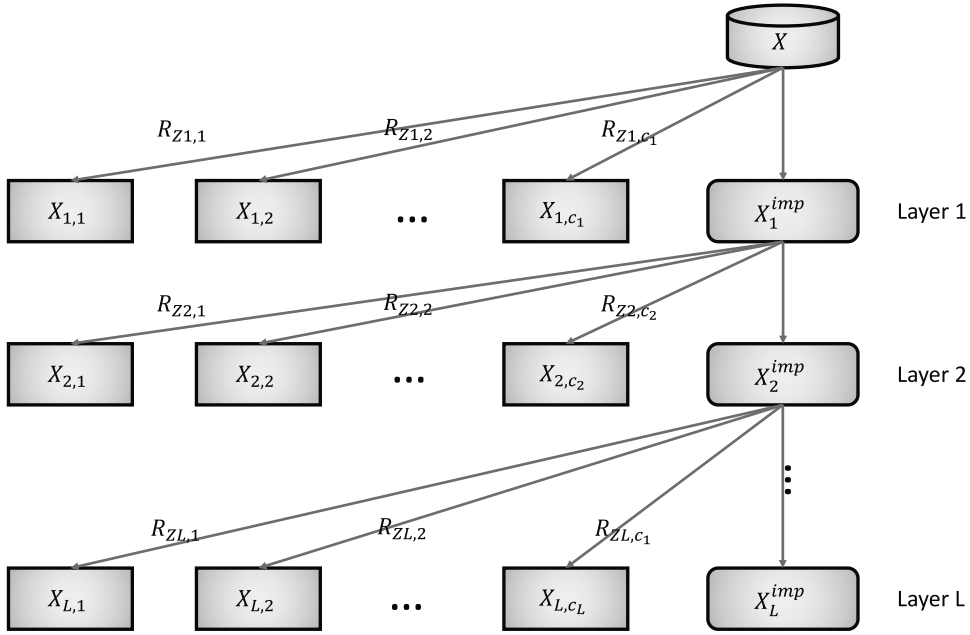 X
R_{Z1,1} R_{Z1,2} R_{Z1,c_1}
X_{1,1} X_{1,2} ... X_{1,c_1} X_1^{imp} Layer 1
R_{Z2,1} R_{Z2,2} R_{Z2,c_2}
X_{2,1} X_{2,2} ... X_{2,c_2} X_2^{imp} Layer 2
⋮
R_{ZL,1} R_{ZL,2} R_{ZL,c_1}
X_{L,1} X_{L,2} ... X_{L,c_L} X_L^{imp} Layer L